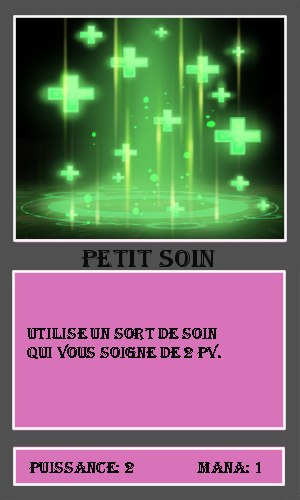 PETIT SOIN
UTILISE UN SORT DE SOIN
QUI VOUS SOIGNE DE 2 PV.
PUISSANCE: 2 MANA: 1